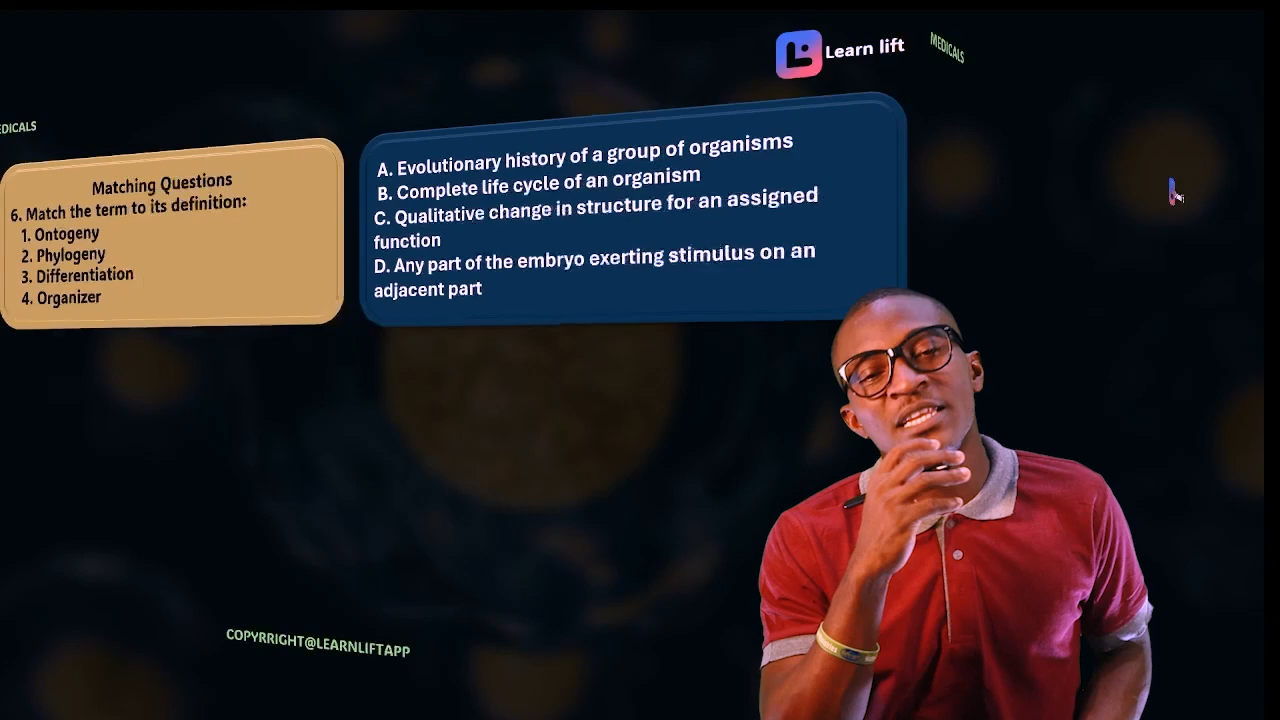 Learn lift
MEDICALS
EDICALS
Matching Questions
6. Match the term to its definition:
1. Ontogeny
2. Phylogeny
3. Differentiation
4. Organizer
A. Evolutionary history of a group of organisms
B. Complete life cycle of an organism
C. Qualitative change in structure for an assigned
function
D. Any part of the embryo exerting stimulus on an
adjacent part
COPYRRIGHT@LEARNLIFTAPP